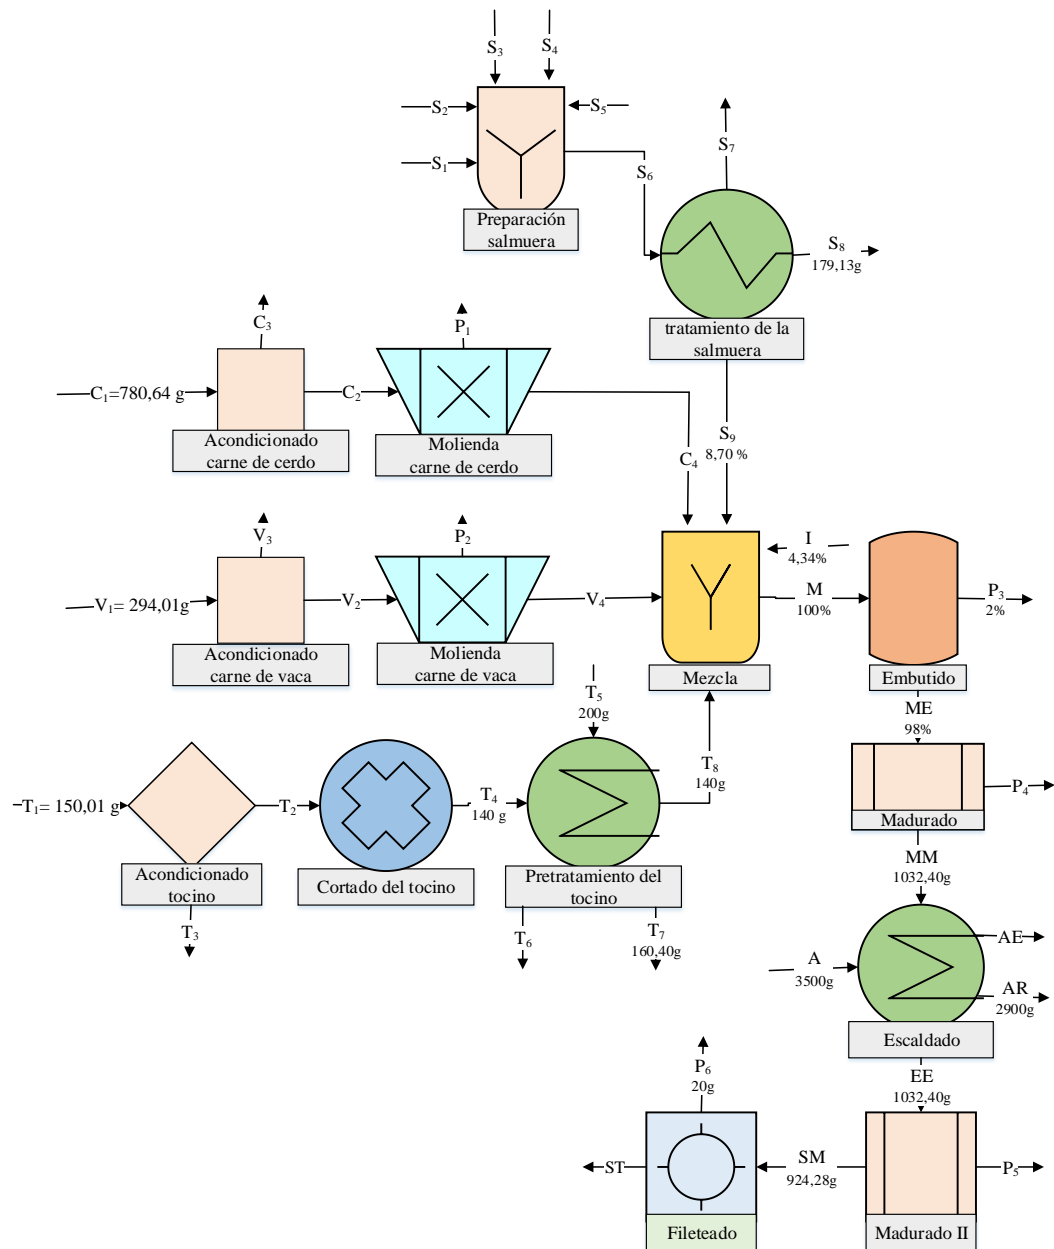 S3
S4
S2
S5
S1
S6
S7
Preparación
salmuera
S8
179,13g
tratamiento de la
salmuera
C3
P1
C1=780,64 g
C2
Acondicionado
carne de cerdo
Molienda
carne de cerdo
C4
S9
8,70 %
V3
P2
I
4,34%
V1= 294,01g
V2
V4
M
100%
P3
2%
Acondicionado
carne de vaca
Molienda
carne de vaca
Mezcla
Embutido
T5
200g
ME
98%
T1= 150,01 g
T2
T4
140 g
T8
140g
P4
Madurado
Acondicionado
tocino
Cortado del tocino
Pretratamiento del
tocino
MM
1032,40g
T3
T6
T7
160,40g
A
3500g
AE
AR
2900g
Escaldado
P6
20g
EE
1032,40g
ST
SM
924,28g
P5
Fileteado
Madurado II